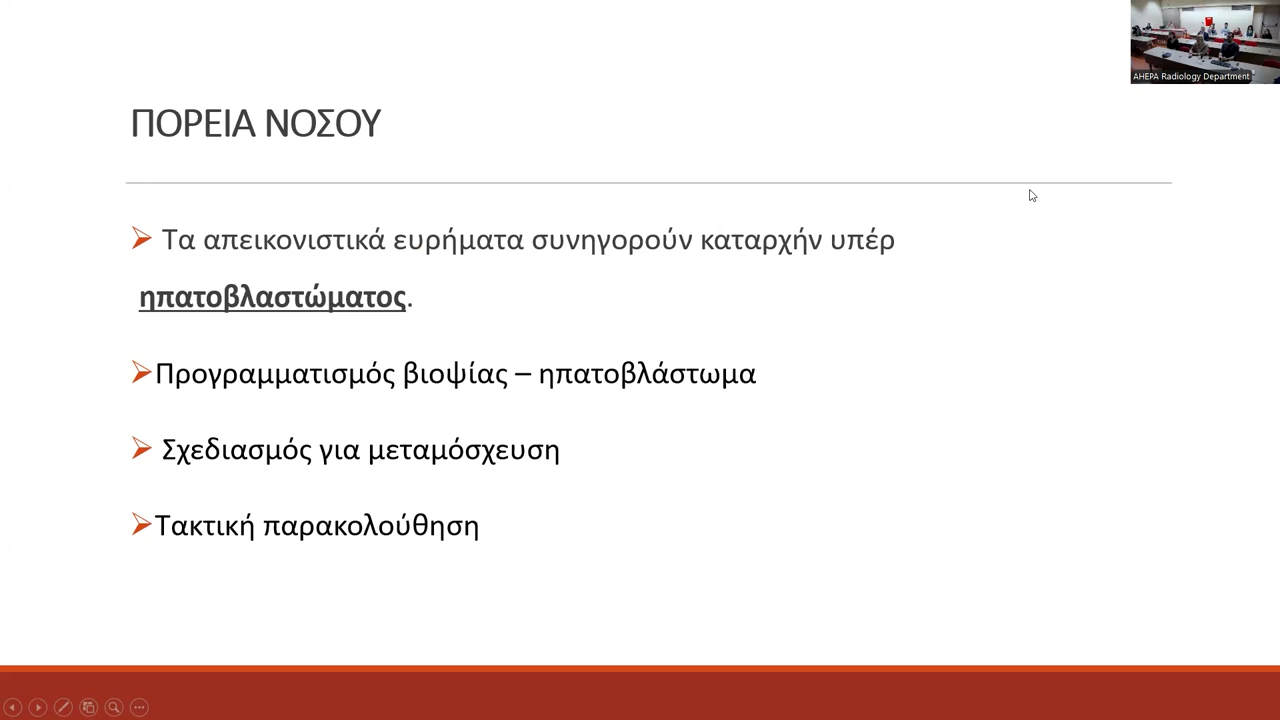 AHEPA Radiology Department
ΠΟΡΕΙΑ ΝΟΣΟΥ
Τα απεικονιστικά ευρήματα συνηγορούν καταρχήν υπέρ
ηπατοβλαστώματος.
Προγραμματισμός βιοψίας – ηπατοβλάστωμα
Σχεδιασμός για μεταμόσχευση
Τακτική παρακολούθηση